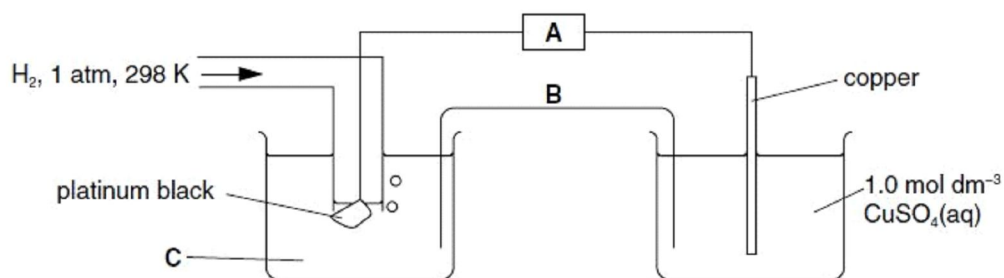 A
H₂, 1 atm, 298 K
copper
B
platinum black
1.0 mol dm⁻³
CuSO₄(aq)
C